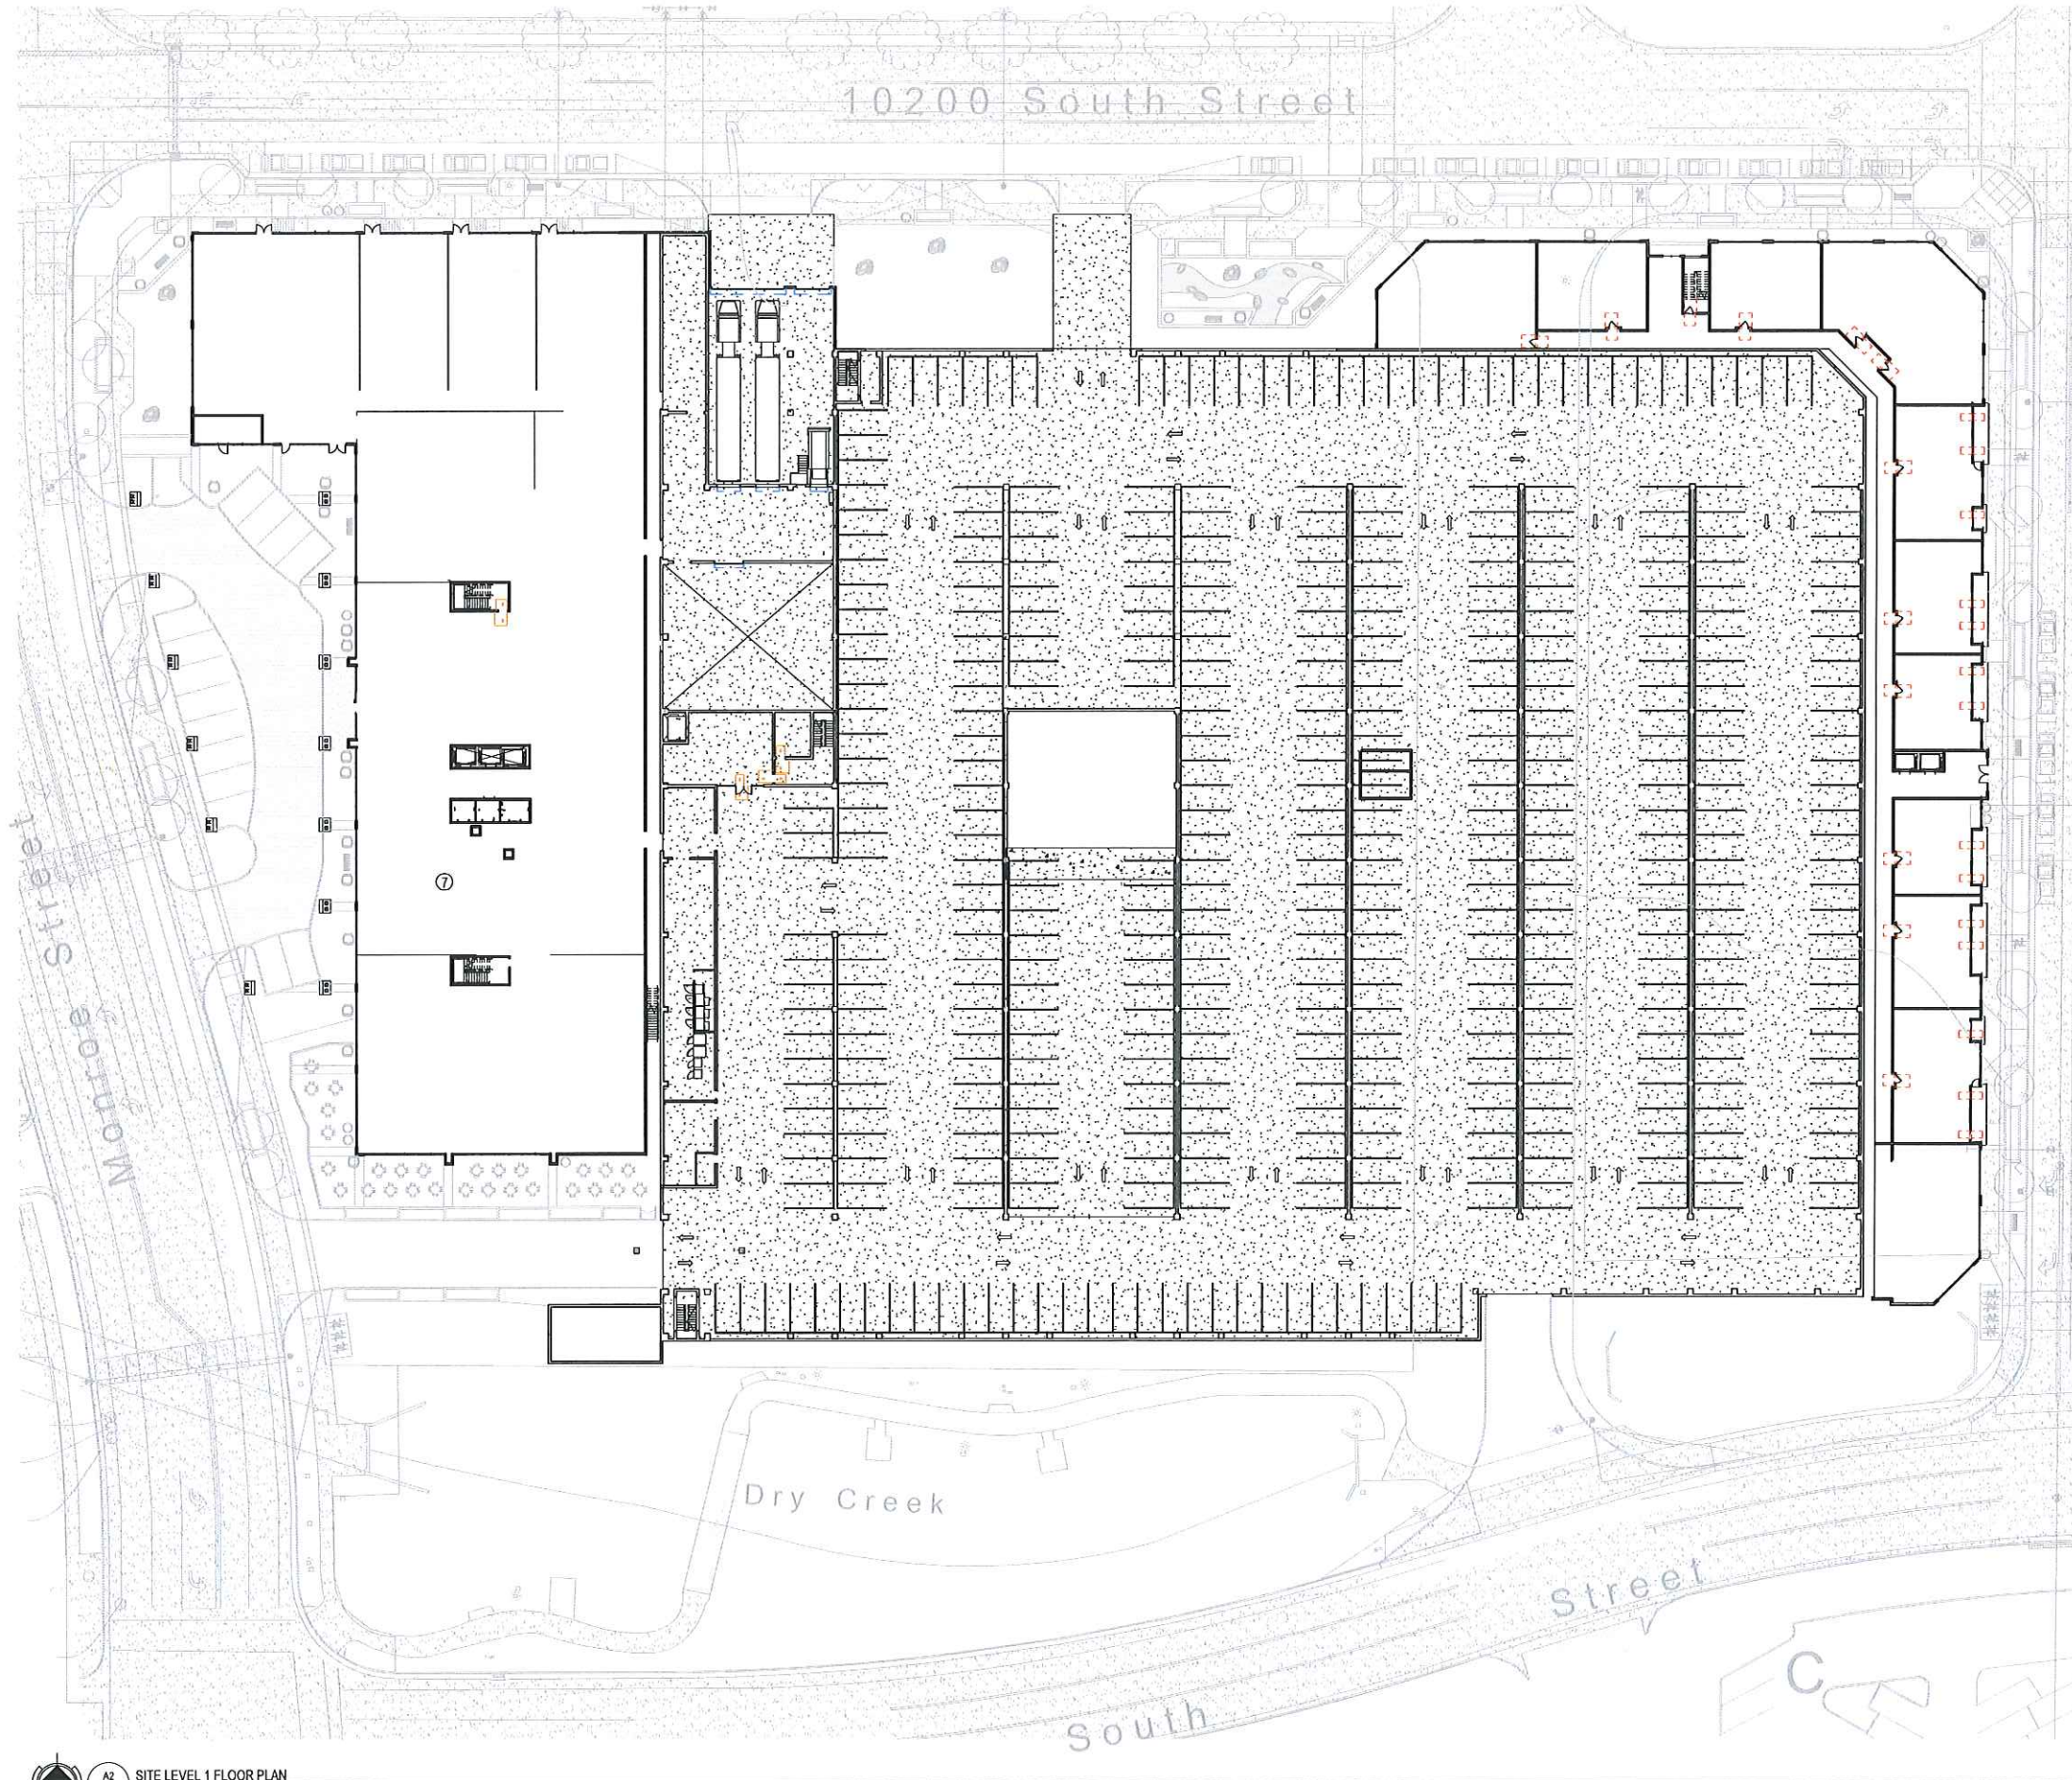 10200 South Street
Monroe Street
⑦
Dry Creek
South Street
C
A2
SITE LEVEL 1 FLOOR PLAN